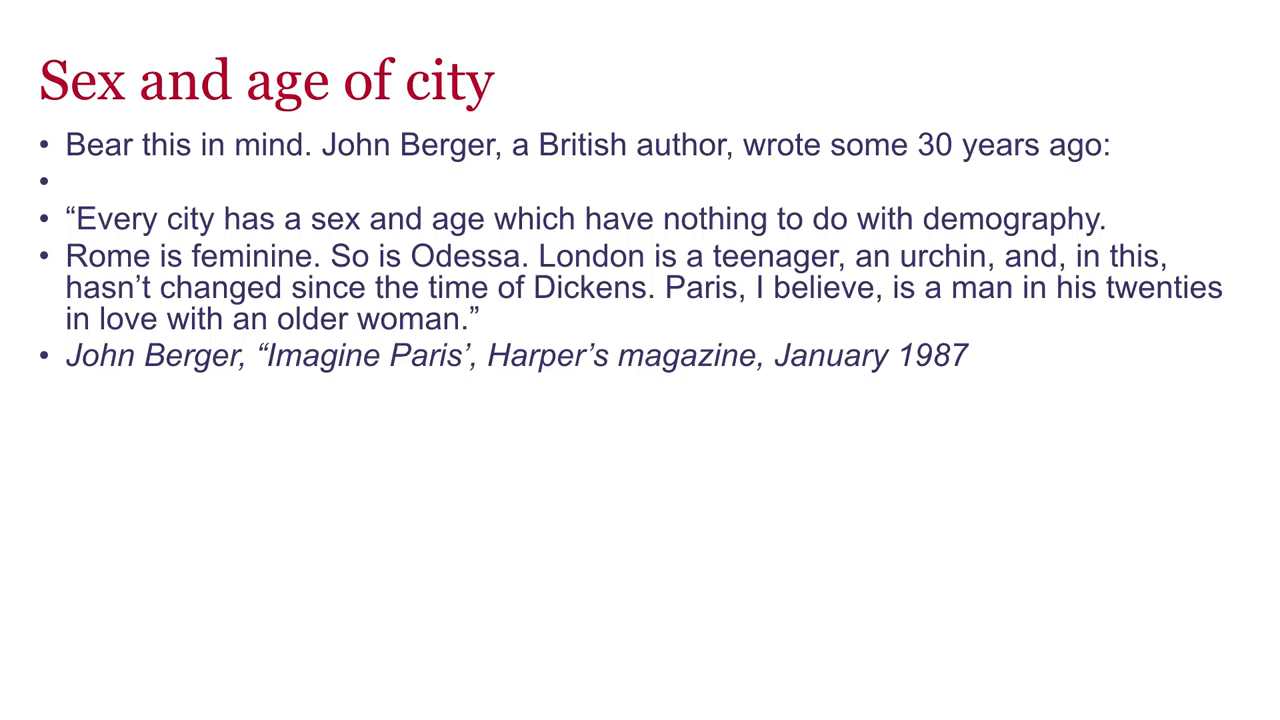 Sex and age of city
• Bear this in mind. John Berger, a British author, wrote some 30 years ago:
•
• “Every city has a sex and age which have nothing to do with demography.
• Rome is feminine. So is Odessa. London is a teenager, an urchin, and, in this,
hasn’t changed since the time of Dickens. Paris, I believe, is a man in his twenties
in love with an older woman.”
• John Berger, “Imagine Paris’, Harper’s magazine, January 1987